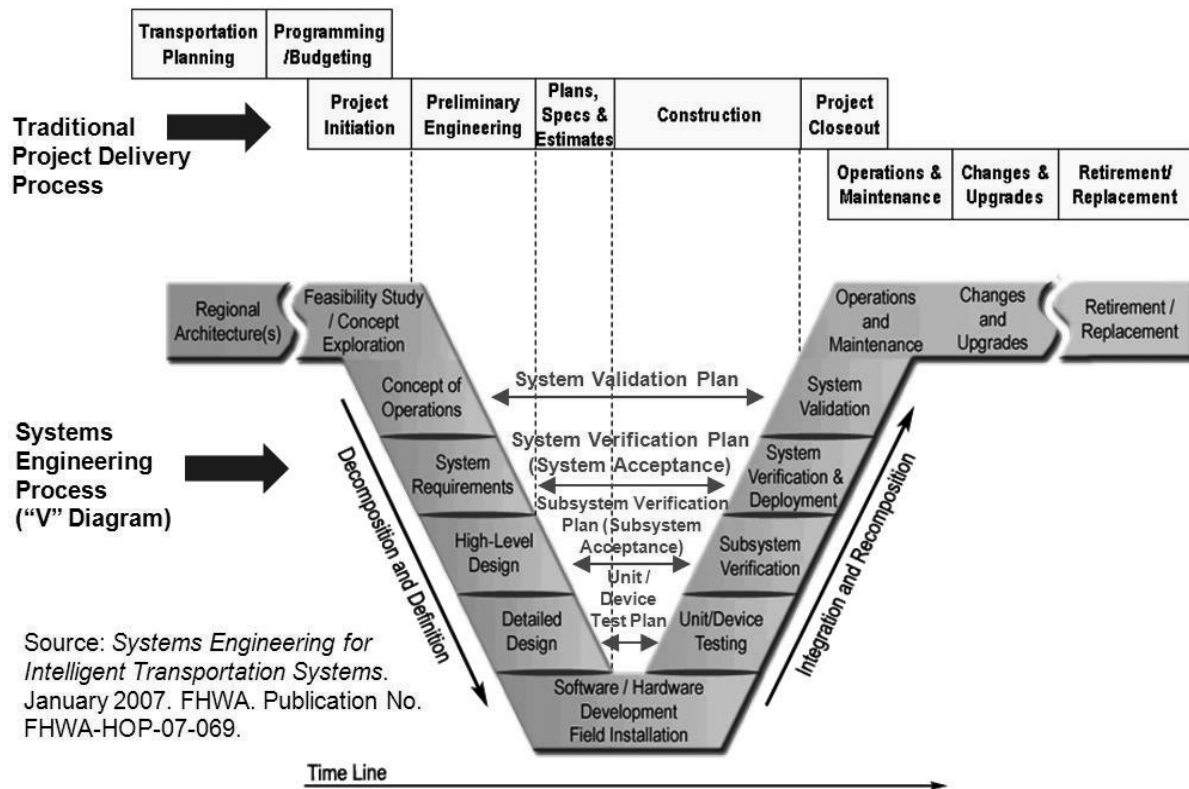 Transportation
Planning
Programming
/Budgeting
Project
Initiation
Preliminary
Engineering
Plans,
Specs &
Estimates
Construction
Project
Closeout
Operations &
Maintenance
Changes &
Upgrades
Retirement/
Replacement
Traditional
Project Delivery
Process
Regional
Architecture(s)
Feasibility Study
/ Concept
Exploration
Operations
and
Maintenance
Changes
and
Upgrades
Retirement /
Replacement
Systems
Engineering
Process
(“V” Diagram)
Concept of
Operations
System Validation Plan
System
Validation
System
Requirements
System Verification Plan
(System Acceptance)
System
Verification &
Deployment
High-Level
Design
Subsystem Verification
Plan (Subsystem
Acceptance)
Subsystem
Verification
Detailed
Design
Unit /
Device
Test Plan
Unit/Device
Testing
Software / Hardware
Development
Field Installation
Decomposition and Definition
Integration and Recomposition
Source: Systems Engineering for
Intelligent Transportation Systems.
January 2007. FHWA. Publication No.
FHWA-HOP-07-069.
Time Line